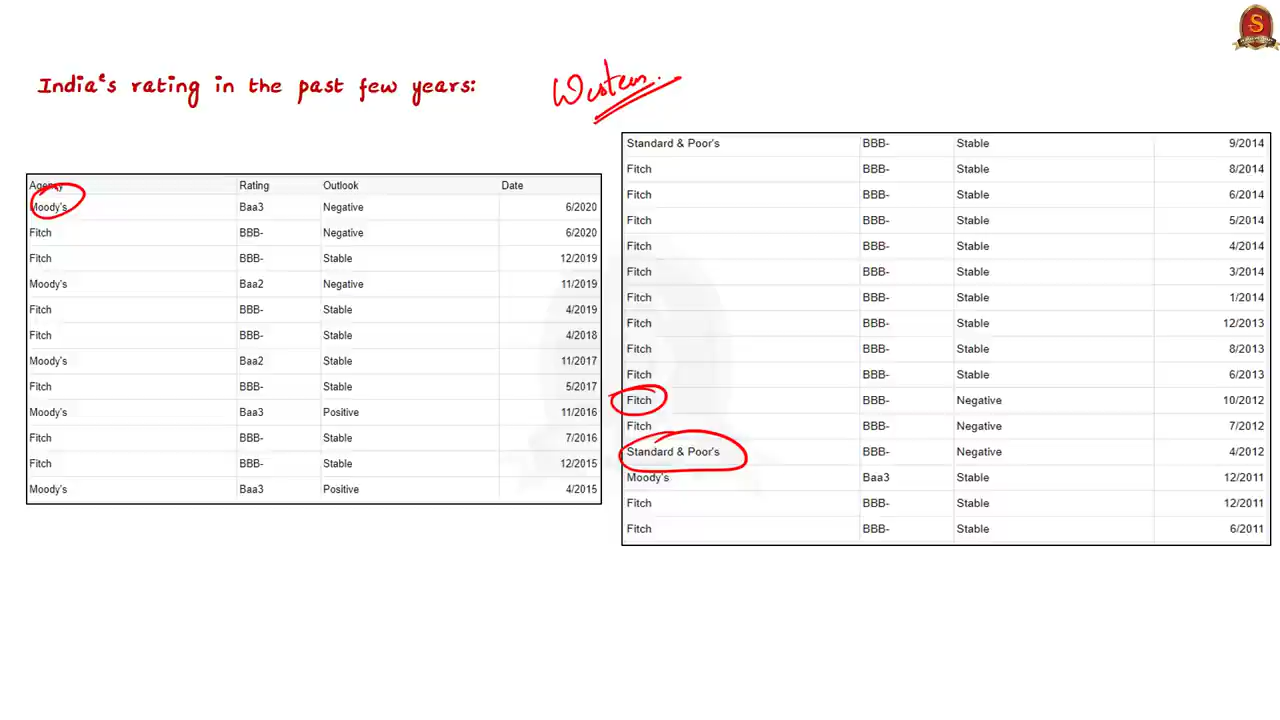 India's rating in the past few years:
Western.
Agency Rating Outlook Date
Moody's Baa3 Negative 6/2020
Fitch BBB- Negative 6/2020
Fitch BBB- Stable 12/2019
Moody's Baa2 Negative 11/2019
Fitch BBB- Stable 4/2019
Fitch BBB- Stable 4/2018
Moody's Baa2 Stable 11/2017
Fitch BBB- Stable 5/2017
Moody's Baa3 Positive 11/2016
Fitch BBB- Stable 7/2016
Fitch BBB- Stable 12/2015
Moody's Baa3 Positive 4/2015
Standard & Poor's BBB- Stable 9/2014
Fitch BBB- Stable 8/2014
Fitch BBB- Stable 6/2014
Fitch BBB- Stable 5/2014
Fitch BBB- Stable 4/2014
Fitch BBB- Stable 3/2014
Fitch BBB- Stable 1/2014
Fitch BBB- Stable 12/2013
Fitch BBB- Stable 8/2013
Fitch BBB- Stable 6/2013
Fitch BBB- Negative 10/2012
Fitch BBB- Negative 7/2012
Standard & Poor's BBB- Negative 4/2012
Moody's Baa3 Stable 12/2011
Fitch BBB- Stable 12/2011
Fitch BBB- Stable 6/2011
S